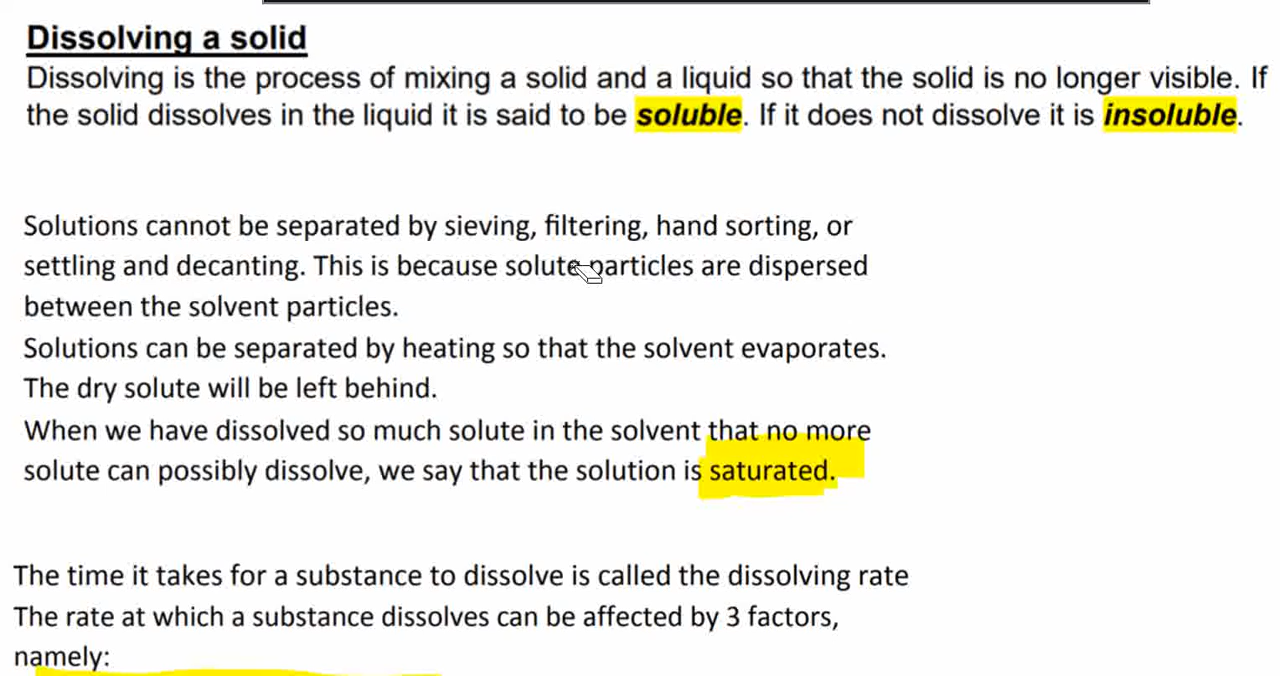 Dissolving a solid
Dissolving is the process of mixing a solid and a liquid so that the solid is no longer visible. If
the solid dissolves in the liquid it is said to be soluble. If it does not dissolve it is insoluble.
Solutions cannot be separated by sieving, filtering, hand sorting, or
settling and decanting. This is because solute particles are dispersed
between the solvent particles.
Solutions can be separated by heating so that the solvent evaporates.
The dry solute will be left behind.
When we have dissolved so much solute in the solvent that no more
solute can possibly dissolve, we say that the solution is saturated.
The time it takes for a substance to dissolve is called the dissolving rate
The rate at which a substance dissolves can be affected by 3 factors,
namely: